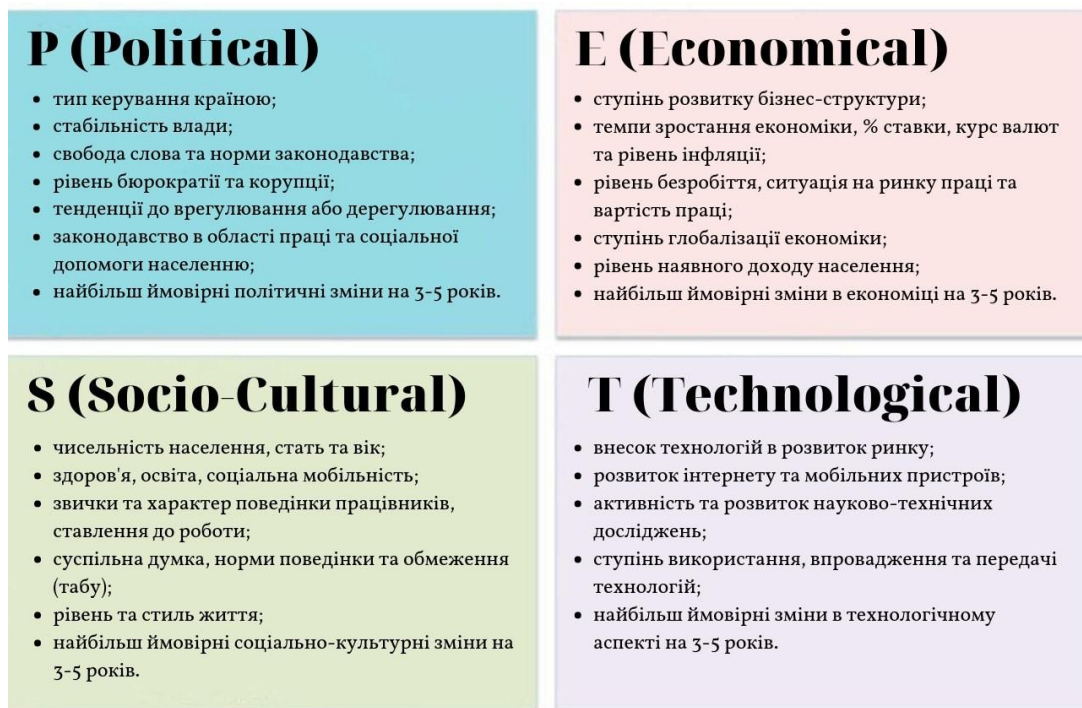 P (Political)
• тип керування країною;
• стабільність влади;
• свобода слова та норми законодавства;
• рівень бюрократії та корупції;
• тенденції до врегулювання або дерегулювання;
• законодавство в області праці та соціальної
допомоги населенню;
• найбільш ймовірні політичні зміни на 3-5 років.
E (Economical)
• ступінь розвитку бізнес-структури;
• темпи зростання економіки, % ставки, курс валют
та рівень інфляції;
• рівень безробіття, ситуація на ринку праці та
вартість праці;
• ступінь глобалізації економіки;
• рівень наявного доходу населення;
• найбільш ймовірні зміни в економіці на 3-5 років.
S (Socio-Cultural)
• чисельність населення, стать та вік;
• здоров'я, освіта, соціальна мобільність;
• звички та характер поведінки працівників,
ставлення до роботи;
• суспільна думка, норми поведінки та обмеження
(табу);
• рівень та стиль життя;
• найбільш ймовірні соціально-культурні зміни на
3-5 років.
T (Technological)
• внесок технологій в розвиток ринку;
• розвиток інтернету та мобільних пристроїв;
• активність та розвиток науково-технічних
досліджень;
• ступінь використання, впровадження та передачі
технологій;
• найбільш ймовірні зміни в технологічному
аспекті на 3-5 років.